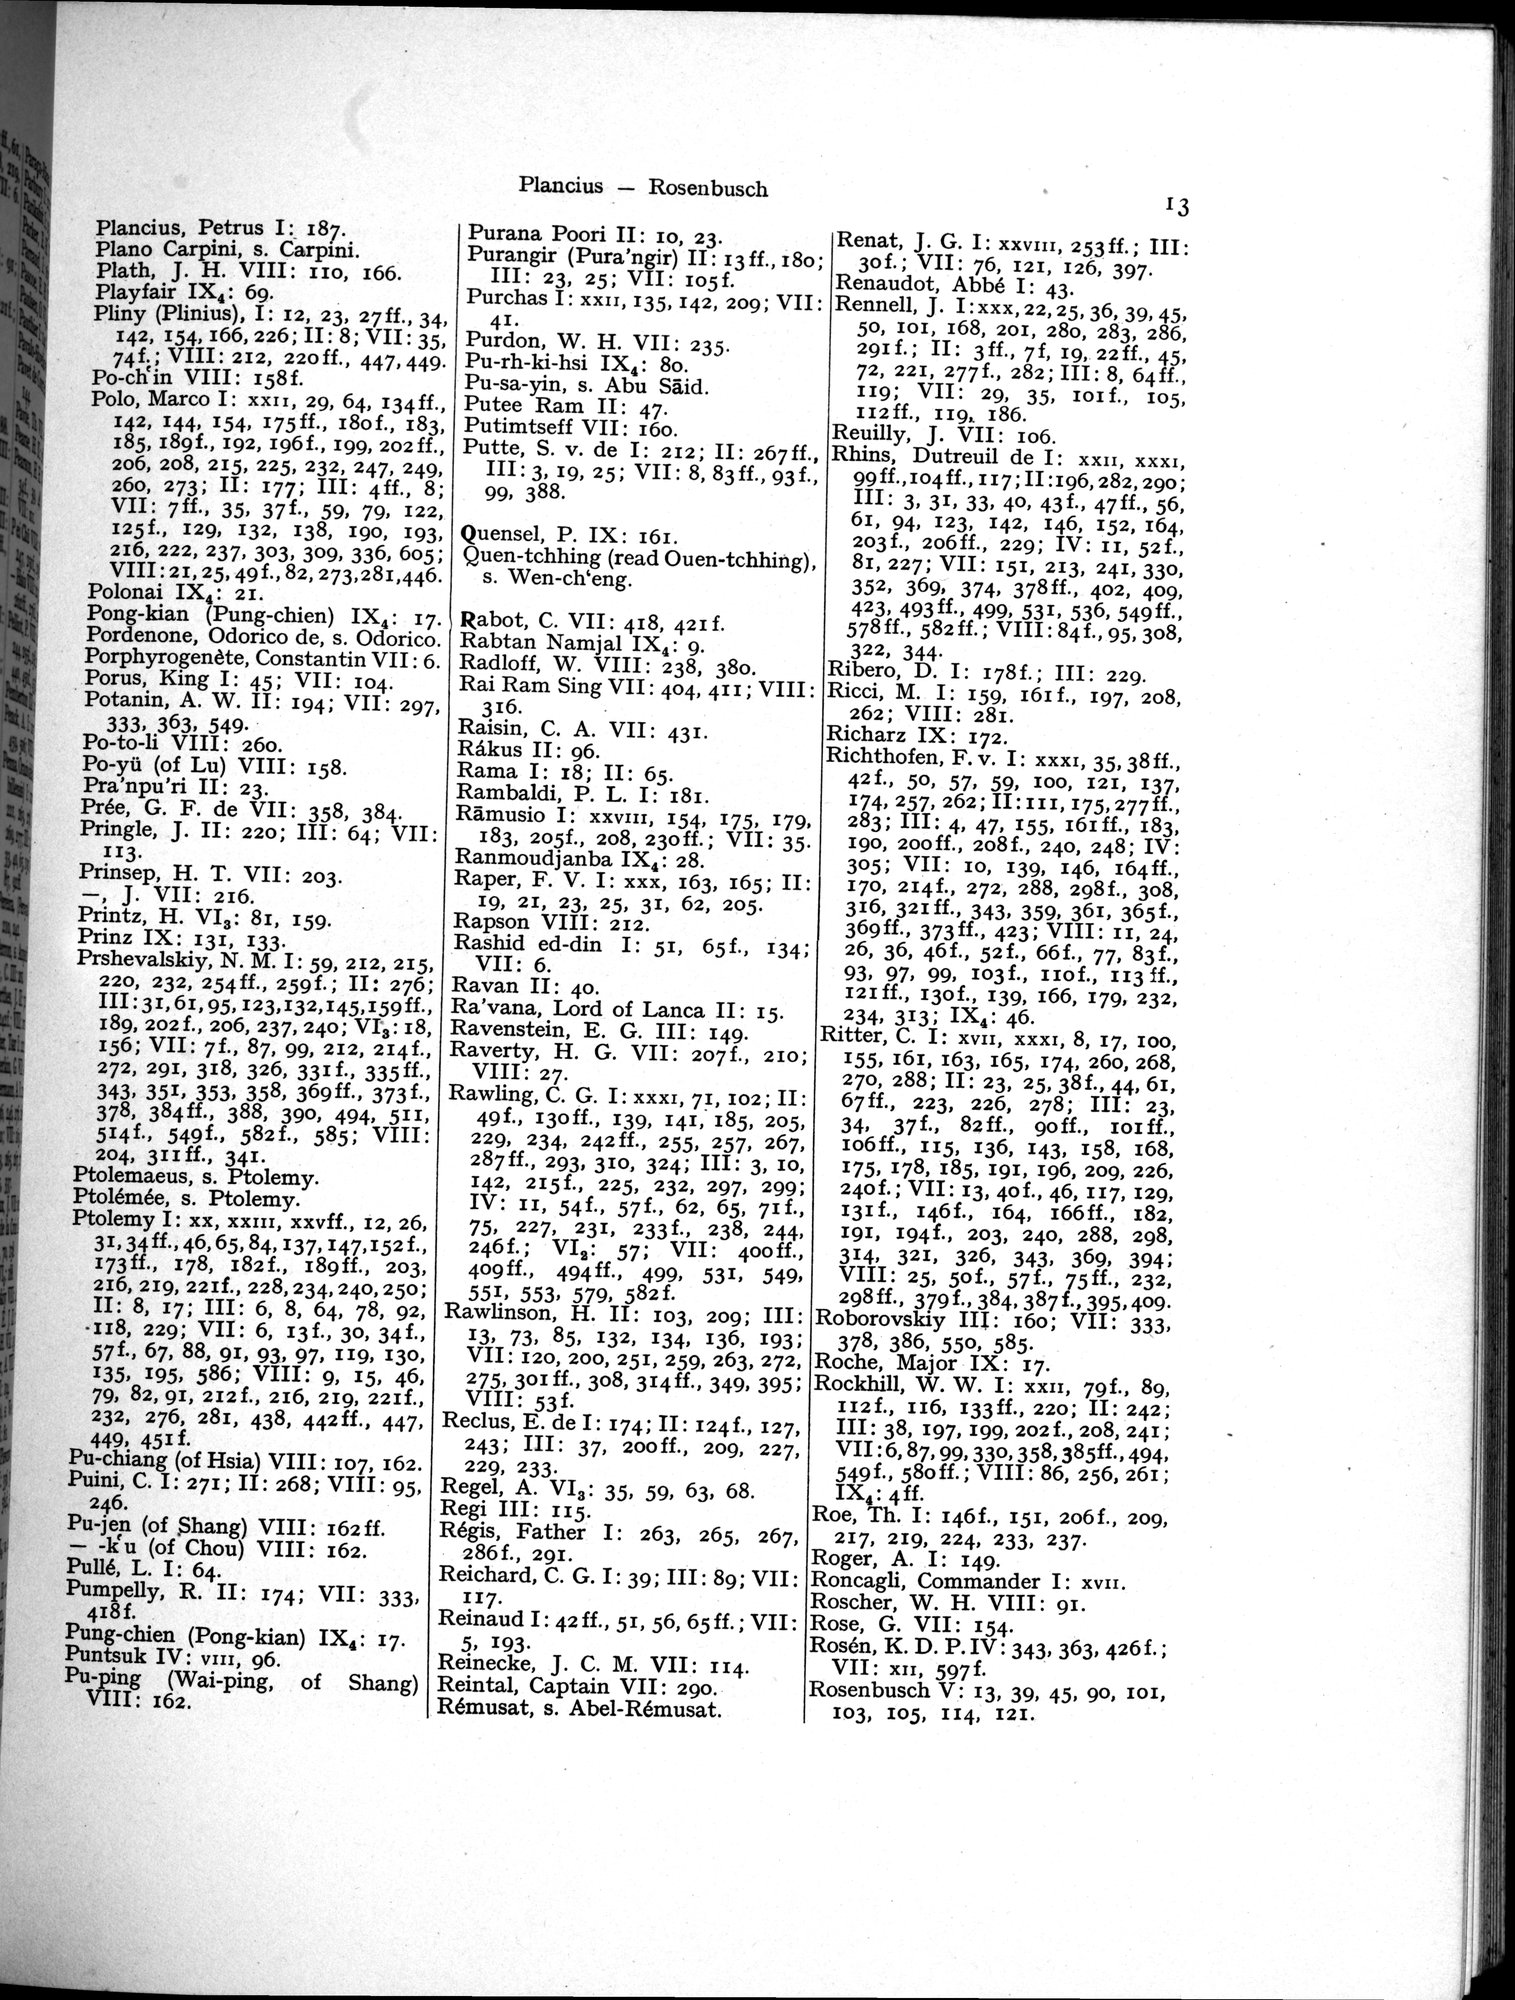 Plancius — Rosenbusch
13
Plancius, Petrus I: 187.
Plano Carpini, s. Carpini.
Plath, J. H. VIII: 110, 166.
Playfair IX₄: 69.
Pliny (Plinius), I: 12, 23, 27ff., 34,
142, 154, 166, 226; II: 8; VII: 35,
74f.; VIII: 212, 220ff., 447, 449.
Po-ch‘in VIII: 158f.
Polo, Marco I: XXII, 29, 64, 134ff.,
142, 144, 154, 175ff., 180f., 183,
185, 189f., 192, 196f., 199, 202ff.,
206, 208, 215, 225, 232, 247, 249,
260, 273; II: 177; III: 4ff., 8;
VII: 7ff., 35, 37f., 59, 79, 122,
125f., 129, 132, 138, 190, 193,
216, 222, 237, 303, 309, 336, 605;
VIII: 21, 25, 49f., 82, 273, 281, 446.
Polonai IX₄: 21.
Pong-kian (Pung-chien) IX₄: 17.
Pordenone, Odorico de, s. Odorico.
Porphyrogenète, Constantin VII: 6.
Porus, King I: 45; VII: 104.
Potanin, A. W. II: 194; VII: 297,
333, 363, 549.
Po-to-li VIII: 260.
Po-yü (of Lu) VIII: 158.
Pra’npu’ri II: 23.
Prée, G. F. de VII: 358, 384.
Pringle, J. II: 220; III: 64; VII:
113.
Prinsep, H. T. VII: 203.
—, J. VII: 216.
Printz, H. VI₃: 81, 159.
Prinz IX: 131, 133.
Prshevalskiy, N. M. I: 59, 212, 215,
220, 232, 254ff., 259f.; II: 276;
III: 31, 61, 95, 123, 132, 145, 159ff.,
189, 202f., 206, 237, 240; VI₃: 18,
156; VII: 7f., 87, 99, 212, 214f.,
272, 291, 318, 326, 331f., 335ff.,
343, 351, 353, 358, 369ff., 373f.,
378, 384ff., 388, 390, 494, 511,
514f., 549f., 582f., 585; VIII:
204, 311ff., 341.
Ptolemaeus, s. Ptolemy.
Ptolémée, s. Ptolemy.
Ptolemy I: XX, XXIII, XXVff., 12, 26,
31, 34ff., 46, 65, 84, 137, 147, 152f.,
173ff., 178, 182f., 189ff., 203,
216, 219, 221f., 228, 234, 240, 250;
II: 8, 17; III: 6, 8, 64, 78, 92,
118, 229; VII: 6, 13f., 30, 34f.,
57f., 67, 88, 91, 93, 97, 119, 130,
135, 195, 586; VIII: 9, 15, 46,
79, 82, 91, 212f., 216, 219, 221f.,
232, 276, 281, 438, 442ff., 447,
449, 451f.
Pu-chiang (of Hsia) VIII: 107, 162.
Puini, C. I: 271; II: 268; VIII: 95,
246.
Pu-jen (of Shang) VIII: 162ff.
— -k‘u (of Chou) VIII: 162.
Pullé, L. I: 64.
Pumpelly, R. II: 174; VII: 333,
418f.
Pung-chien (Pong-kian) IX₄: 17.
Puntsuk IV: VIII, 96.
Pu-ping (Wai-ping, of Shang)
VIII: 162.
Purana Poori II: 10, 23.
Purangir (Pura’ngir) II: 13ff., 180;
III: 23, 25; VII: 105f.
Purchas I: XXII, 135, 142, 209; VII:
41.
Purdon, W. H. VII: 235.
Pu-rh-ki-hsi IX₄: 80.
Pu-sa-yin, s. Abu Sāid.
Putee Ram II: 47.
Putimtseff VII: 160.
Putte, S. v. de I: 212; II: 267ff.,
III: 3, 19, 25; VII: 8, 83ff., 93f.,
99, 388.
Quensel, P. IX: 161.
Quen-tchhing (read Ouen-tchhing),
s. Wen-ch‘eng.
Rabot, C. VII: 418, 421f.
Rabtan Namjal IX₄: 9.
Radloff, W. VIII: 238, 380.
Rai Ram Sing VII: 404, 411; VIII:
316.
Raisin, C. A. VII: 431.
Rákus II: 96.
Rama I: 18; II: 65.
Rambaldi, P. L. I: 181.
Rāmusio I: XXVIII, 154, 175, 179,
183, 205f., 208, 230ff.; VII: 35.
Ranmoudjanba IX₄: 28.
Raper, F. V. I: XXX, 163, 165; II:
19, 21, 23, 25, 31, 62, 205.
Rapson VIII: 212.
Rashid ed-din I: 51, 65f., 134;
VII: 6.
Ravan II: 40.
Ra’vana, Lord of Lanca II: 15.
Ravenstein, E. G. III: 149.
Raverty, H. G. VII: 207f., 210;
VIII: 27.
Rawling, C. G. I: XXXI, 71, 102; II:
49f., 130ff., 139, 141, 185, 205,
229, 234, 242ff., 255, 257, 267,
287ff., 293, 310, 324; III: 3, 10,
142, 215f., 225, 232, 297, 299;
IV: 11, 54f., 57f., 62, 65, 71f.,
75, 227, 231, 233f., 238, 244,
246f.; VI₂: 57; VII: 400ff.,
409ff., 494ff., 499, 531, 549,
551, 553, 579, 582f.
Rawlinson, H. II: 103, 209; III:
13, 73, 85, 132, 134, 136, 193;
VII: 120, 200, 251, 259, 263, 272,
275, 301ff., 308, 314ff., 349, 395;
VIII: 53f.
Reclus, E. de I: 174; II: 124f., 127,
243; III: 37, 200ff., 209, 227,
229, 233.
Regel, A. VI₃: 35, 59, 63, 68.
Regi III: 115.
Régis, Father I: 263, 265, 267,
286f., 291.
Reichard, C. G. I: 39; III: 89; VII:
117.
Reinaud I: 42ff., 51, 56, 65ff.; VII:
5, 193.
Reinecke, J. C. M. VII: 114.
Reintal, Captain VII: 290.
Rémusat, s. Abel-Rémusat.
Renat, J. G. I: XXVIII, 253ff.; III:
30f.; VII: 76, 121, 126, 397.
Renaudot, Abbé I: 43.
Rennell, J. I: XXX, 22, 25, 36, 39, 45,
50, 101, 168, 201, 280, 283, 286,
291f.; II: 3ff., 7f, 19, 22ff., 45,
72, 221, 277f., 282; III: 8, 64ff.,
119; VII: 29, 35, 101f., 105,
112ff., 119, 186.
Reuilly, J. VII: 106.
Rhins, Dutreuil de I: XXII, XXXI,
99ff., 104ff., 117; II: 196, 282, 290;
III: 3, 31, 33, 40, 43f., 47ff., 56,
61, 94, 123, 142, 146, 152, 164,
203f., 206ff., 229; IV: 11, 52f.,
81, 227; VII: 151, 213, 241, 330,
352, 369, 374, 378ff., 402, 409,
423, 493ff., 499, 531, 536, 549ff.,
578ff., 582ff.; VIII: 84f., 95, 308,
322, 344.
Ribero, D. I: 178f.; III: 229.
Ricci, M. I: 159, 161f., 197, 208,
262; VIII: 281.
Richarz IX: 172.
Richthofen, F. v. I: XXXI, 35, 38ff.,
42f., 50, 57, 59, 100, 121, 137,
174, 257, 262; II: 111, 175, 277ff.,
283; III: 4, 47, 155, 161ff., 183,
190, 200ff., 208f., 240, 248; IV:
305; VII: 10, 139, 146, 164ff.,
170, 214f., 272, 288, 298f., 308,
316, 321ff., 343, 359, 361, 365f.,
369ff., 373ff., 423; VIII: 11, 24,
26, 36, 46f., 52f., 66f., 77, 83f.,
93, 97, 99, 103f., 110f., 113ff.,
121ff., 130f., 139, 166, 179, 232,
234, 313; IX₄: 46.
Ritter, C. I: XVII, XXXI, 8, 17, 100,
155, 161, 163, 165, 174, 260, 268,
270, 288; II: 23, 25, 38f., 44, 61,
67ff., 223, 226, 278; III: 23,
34, 37f., 82ff., 90ff., 101ff.,
106ff., 115, 136, 143, 158, 168,
175, 178, 185, 191, 196, 209, 226,
240f.; VII: 13, 40f., 46, 117, 129,
131f., 146f., 164, 166ff., 182,
191, 194f., 203, 240, 288, 298,
314, 321, 326, 343, 369, 394;
VIII: 25, 50f., 57f., 75ff., 232,
298ff., 379f., 384, 387f., 395, 409.
Roborovskiy III: 160; VII: 333,
378, 386, 550, 585.
Roche, Major IX: 17.
Rockhill, W. W. I: XXII, 79f., 89,
112f., 116, 133ff., 220; II: 242;
III: 38, 197, 199, 202f., 208, 241;
VII: 6, 87, 99, 330, 358, 385ff., 494,
549f., 580ff.; VIII: 86, 256, 261;
IX₄: 4ff.
Roe, Th. I: 146f., 151, 206f., 209,
217, 219, 224, 233, 237.
Roger, A. I: 149.
Roncagli, Commander I: XVII.
Roscher, W. H. VIII: 91.
Rose, G. VII: 154.
Rosén, K. D. P. IV: 343, 363, 426f.;
VII: XII, 597f.
Rosenbusch V: 13, 39, 45, 90, 101,
103, 105, 114, 121.